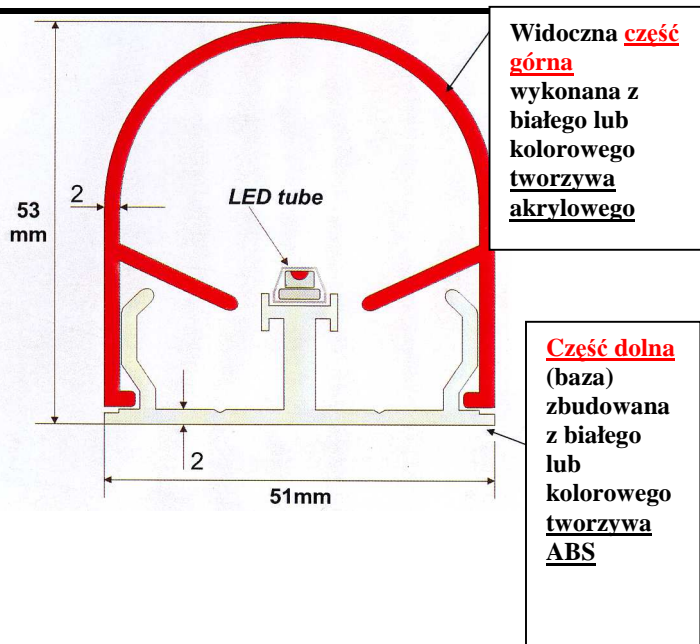 Widoczna część
górna
wykonana z
białego lub
kolorowego
tworzywa
akrylowego
LED tube
2
53
mm
2
51mm
Część dolna
(baza)
zbudowana
z białego
lub
kolorowego
tworzywa
ABS